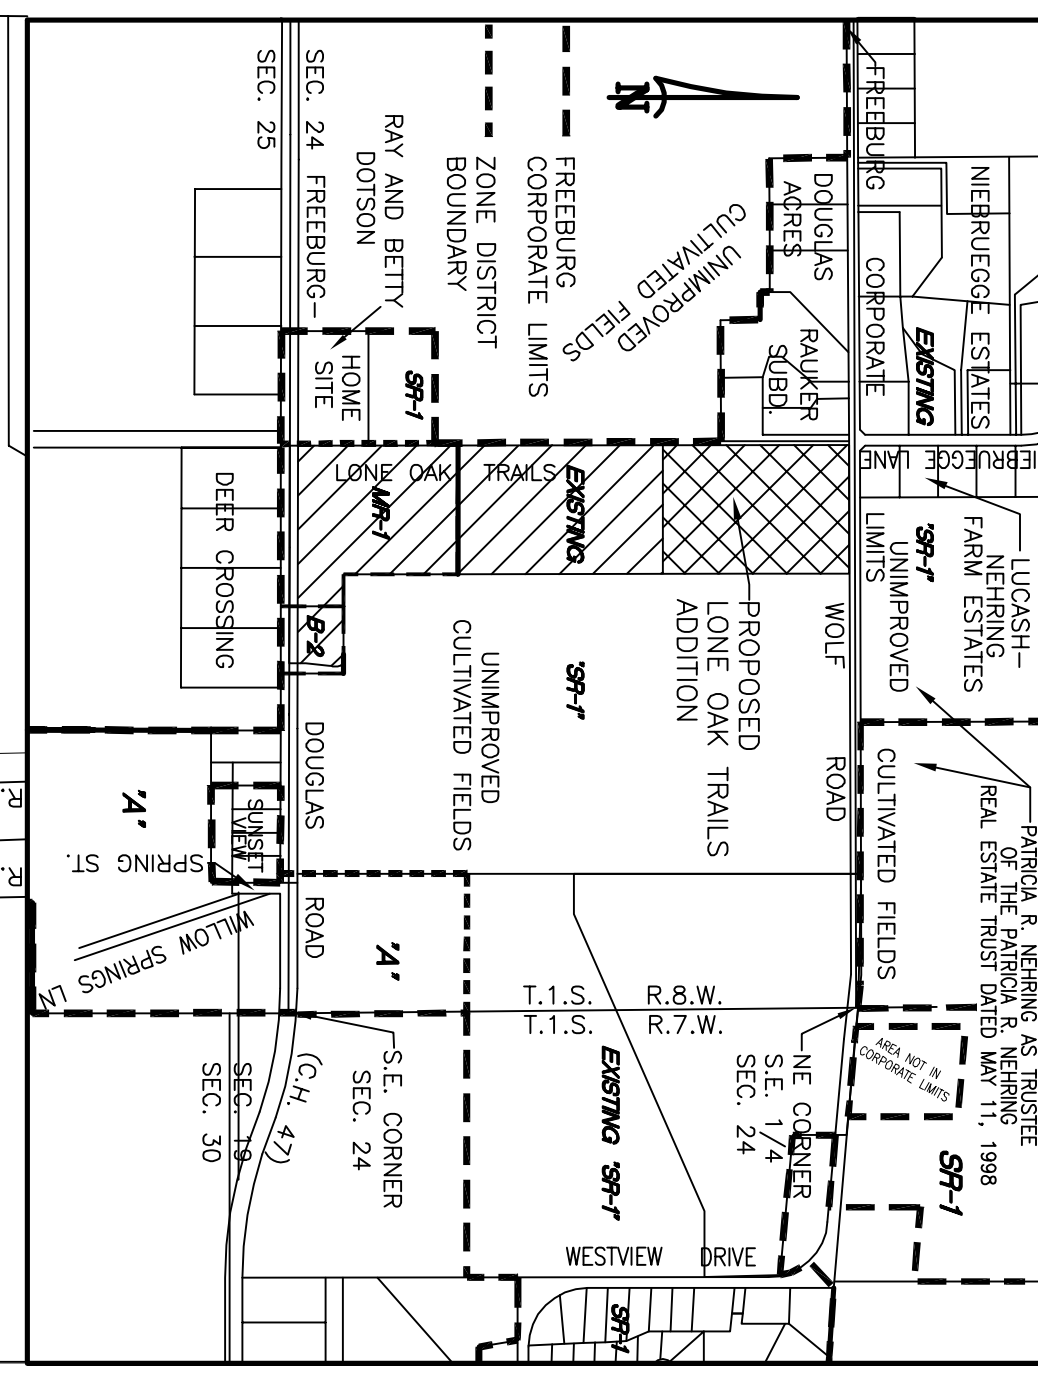 FREEBURG
CORPORATE
LIMITS
NIEBRUEGGE ESTATES
EXISTING
"SR-1"
IEBRUEGGE LANE
LUCASH-
NEHRING
FARM ESTATES
UNIMPROVED
CULTIVATED FIELDS
PATRICIA R. NEHRING AS TRUSTEE
OF THE PATRICIA R. NEHRING
REAL ESTATE TRUST DATED MAY 11, 1998
AREA NOT IN
CORPORATE LIMITS
SR-1
WOLF
ROAD
DOUGLAS
ACRES
RAUKER
SUBD.
UNIMPROVED
CULTIVATED FIELDS
N
FREEBURG
CORPORATE LIMITS
ZONE DISTRICT
BOUNDARY
RAY AND BETTY
DOTSON
HOME
SITE
SR-1
LONE OAK TRAILS
EXISTING
MR-1
B-2
PROPOSED
LONE OAK TRAILS
ADDITION
"SR-1"
UNIMPROVED
CULTIVATED FIELDS
T.1.S. R.8.W.
T.1.S. R.7.W.
NE CORNER
S.E. 1/4
SEC. 24
EXISTING "SR-1"
WESTVIEW DRIVE
SR-1
"A"
S.E. CORNER
SEC. 24
SEC. 24
SEC. 25
FREEBURG-
DOUGLAS
ROAD
(C.H. 47)
SEC. 19
SEC. 30
DEER CROSSING
SUNSET
VIEW
"A"
SPRING ST.
WILLOW SPRINGS LN
R.
R.